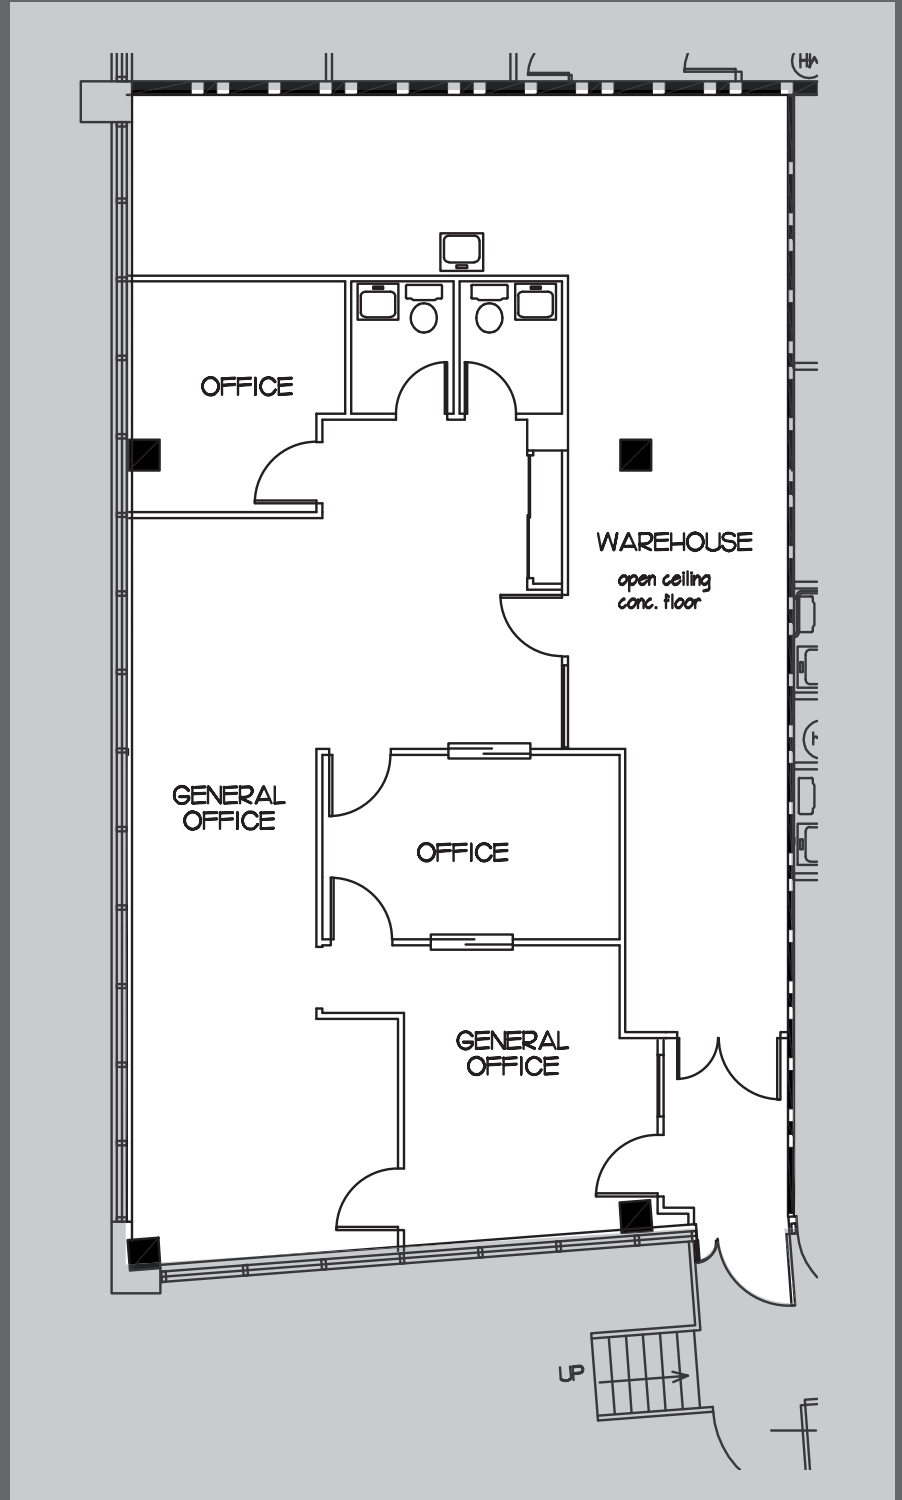 OFFICE
WAREHOUSE
open ceiling
conc. floor
GENERAL
OFFICE
OFFICE
GENERAL
OFFICE
UP